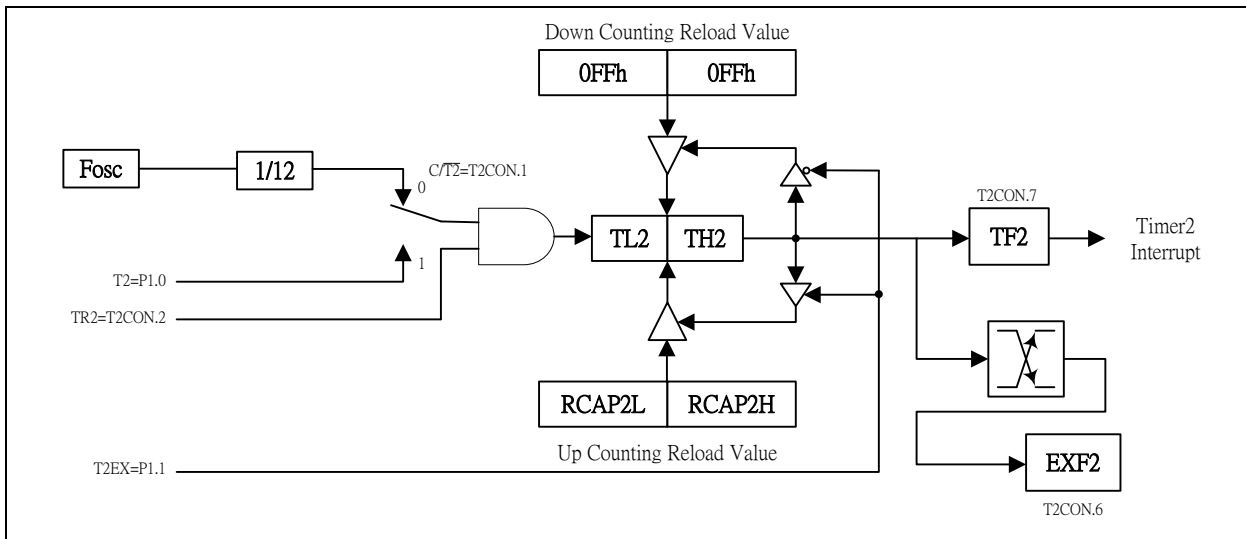 Down Counting Reload Value
0FFh 0FFh
Fosc
1/12
C/T2=T2CON.1
0
1
T2=P1.0
TR2=T2CON.2
TL2 TH2
T2CON.7
TF2
Timer2
Interrupt
RCAP2L RCAP2H
Up Counting Reload Value
T2EX=P1.1
EXF2
T2CON.6